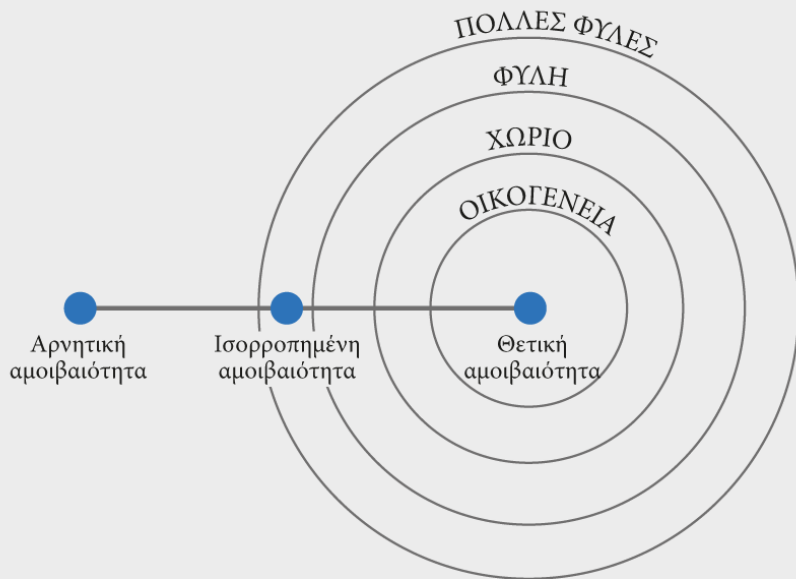 ΠΟΛΛΕΣ ΦΥΛΕΣ
ΦΥΛΗ
ΧΩΡΙΟ
ΟΙΚΟΓΕΝΕΙΑ
Αρνητική
αμοιβαιότητα
Ισορροπημένη
αμοιβαιότητα
Θετική
αμοιβαιότητα